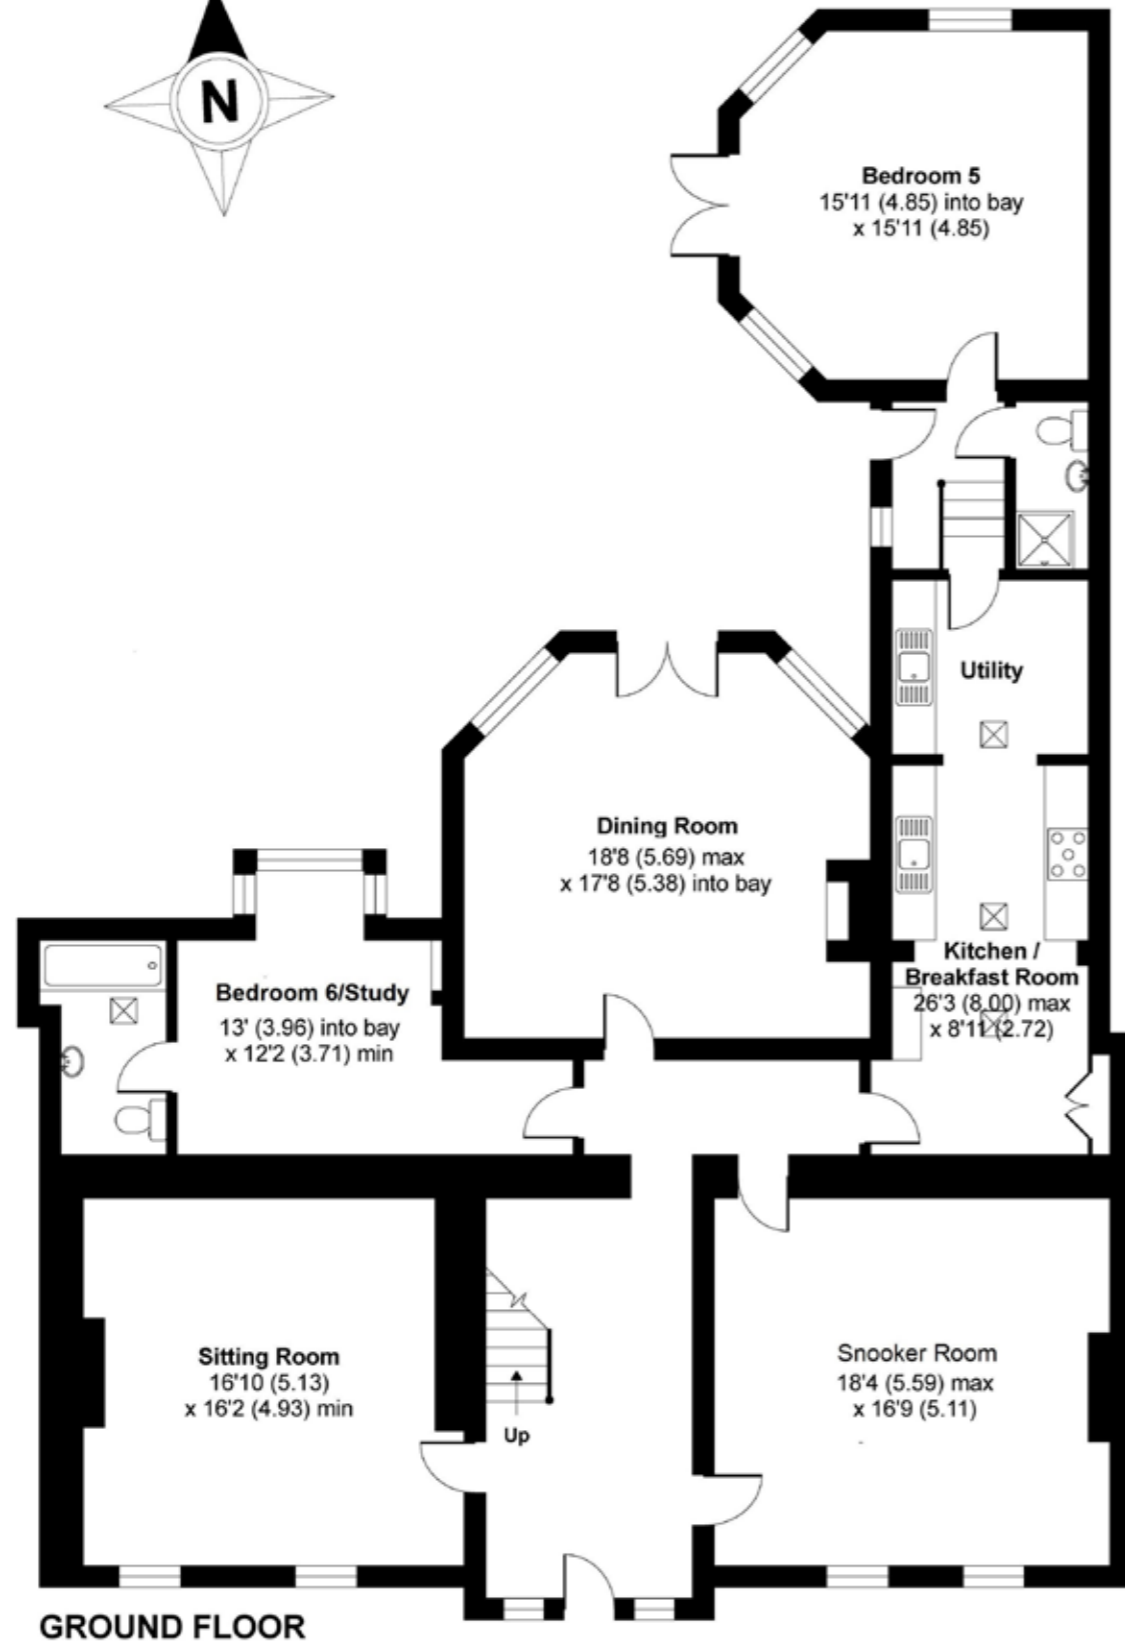 N
Bedroom 5
15'11 (4.85) into bay
x 15'11 (4.85)
Utility
Dining Room
18'8 (5.69) max
x 17'8 (5.38) into bay
Kitchen /
Breakfast Room
26'3 (8.00) max
x 8'11 (2.72)
Bedroom 6/Study
13' (3.96) into bay
x 12'2 (3.71) min
Sitting Room
16'10 (5.13)
x 16'2 (4.93) min
Up
Snooker Room
18'4 (5.59) max
x 16'9 (5.11)
GROUND FLOOR